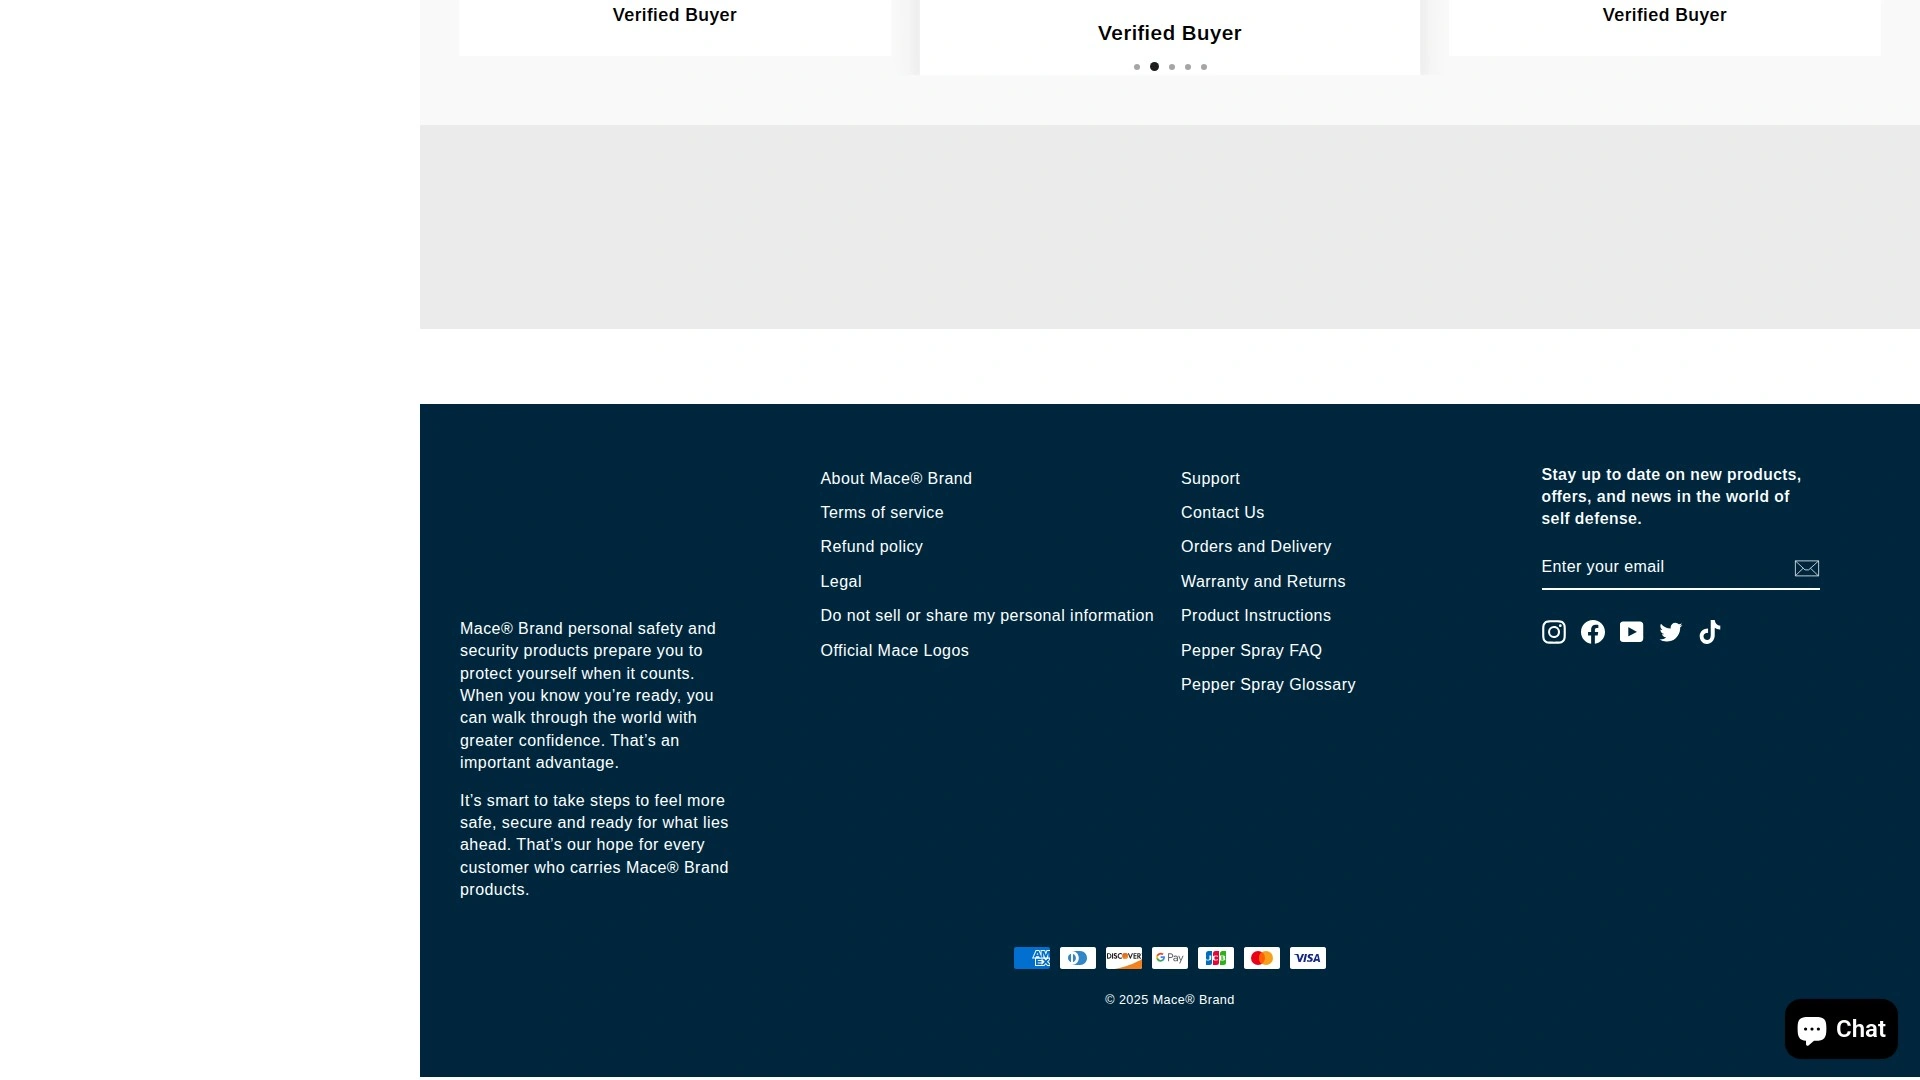 Verified Buyer
Verified Buyer
Verified Buyer
Mace® Brand personal safety and
security products prepare you to
protect yourself when it counts.
When you know you’re ready, you
can walk through the world with
greater confidence. That’s an
important advantage.
It’s smart to take steps to feel more
safe, secure and ready for what lies
ahead. That’s our hope for every
customer who carries Mace® Brand
products.
About Mace® Brand
Terms of service
Refund policy
Legal
Do not sell or share my personal information
Official Mace Logos
Support
Contact Us
Orders and Delivery
Warranty and Returns
Product Instructions
Pepper Spray FAQ
Pepper Spray Glossary
Stay up to date on new products,
offers, and news in the world of
self defense.
Enter your email
AM
EX
DISCOVER
G Pay
JCB
VISA
© 2025 Mace® Brand
Chat